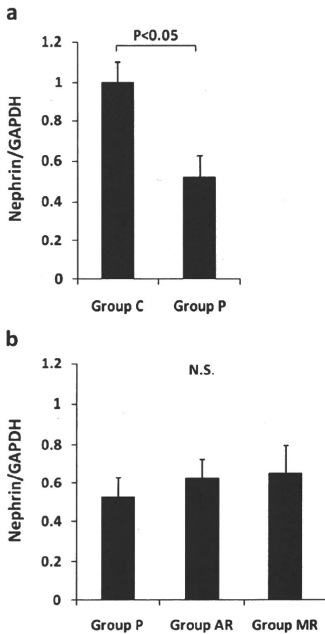 a
P<0.05
1.2
1
0.8
0.6
0.4
0.2
0
Nephrin/GAPDH
Group C Group P
b
N.S.
1.2
1
0.8
0.6
0.4
0.2
0
Nephrin/GAPDH
Group P Group AR Group MR